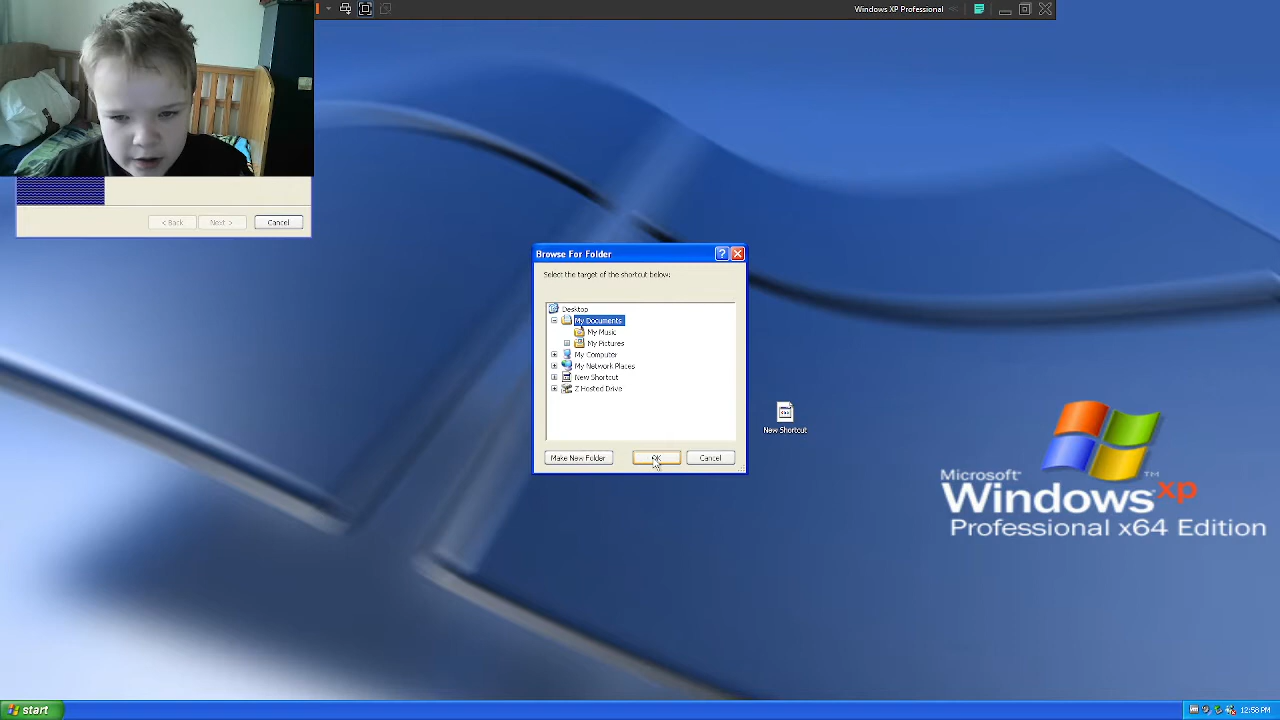 Windows XP Professional
< Back
Next >
Cancel
Browse For Folder
Select the target of the shortcut below:
Desktop
My Documents
My Music
My Pictures
My Computer
My Network Places
New Shortcut
Z Hosted Drive
Make New Folder
OK
Cancel
New Shortcut
Microsoft
Windows xp TM
Professional x64 Edition
start
12:58 PM